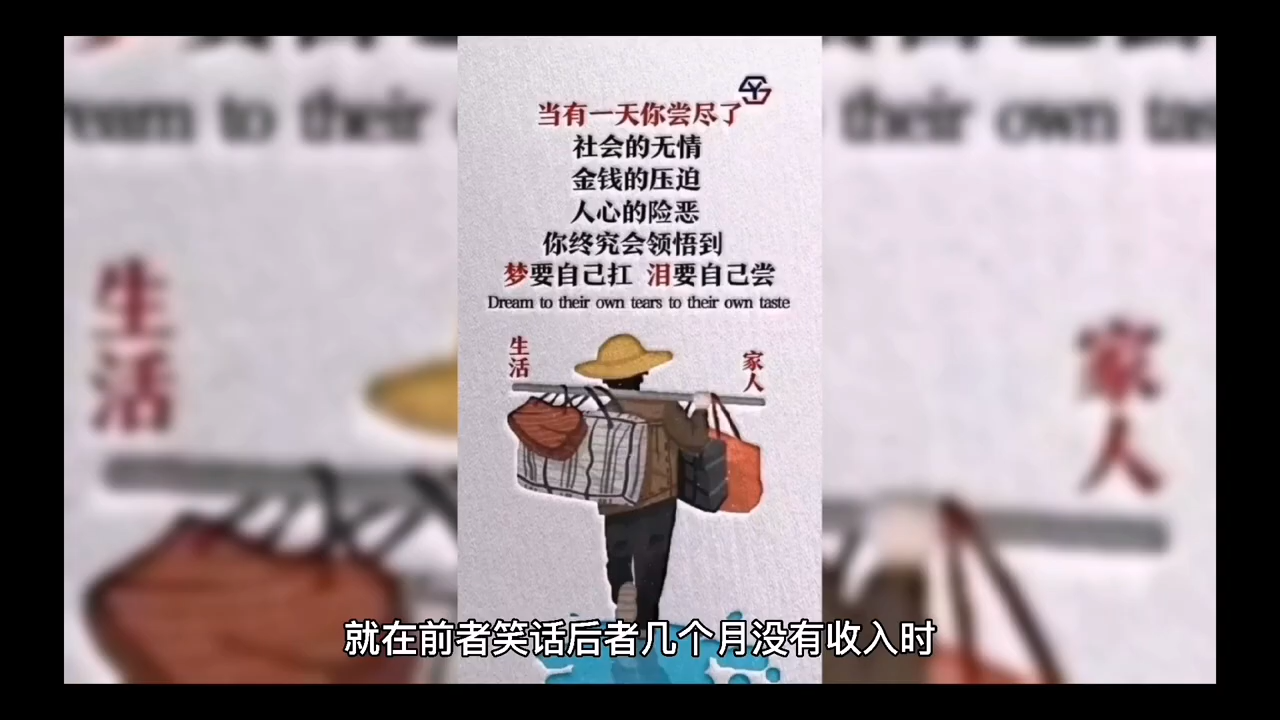 当有一天你尝尽了
社会的无情
金钱的压迫
人心的险恶
你终究会领悟到
梦要自己扛 泪要自己尝
Dream to their own tears to their own taste
生活
家人
就在前者笑话后者几个月没有收入时